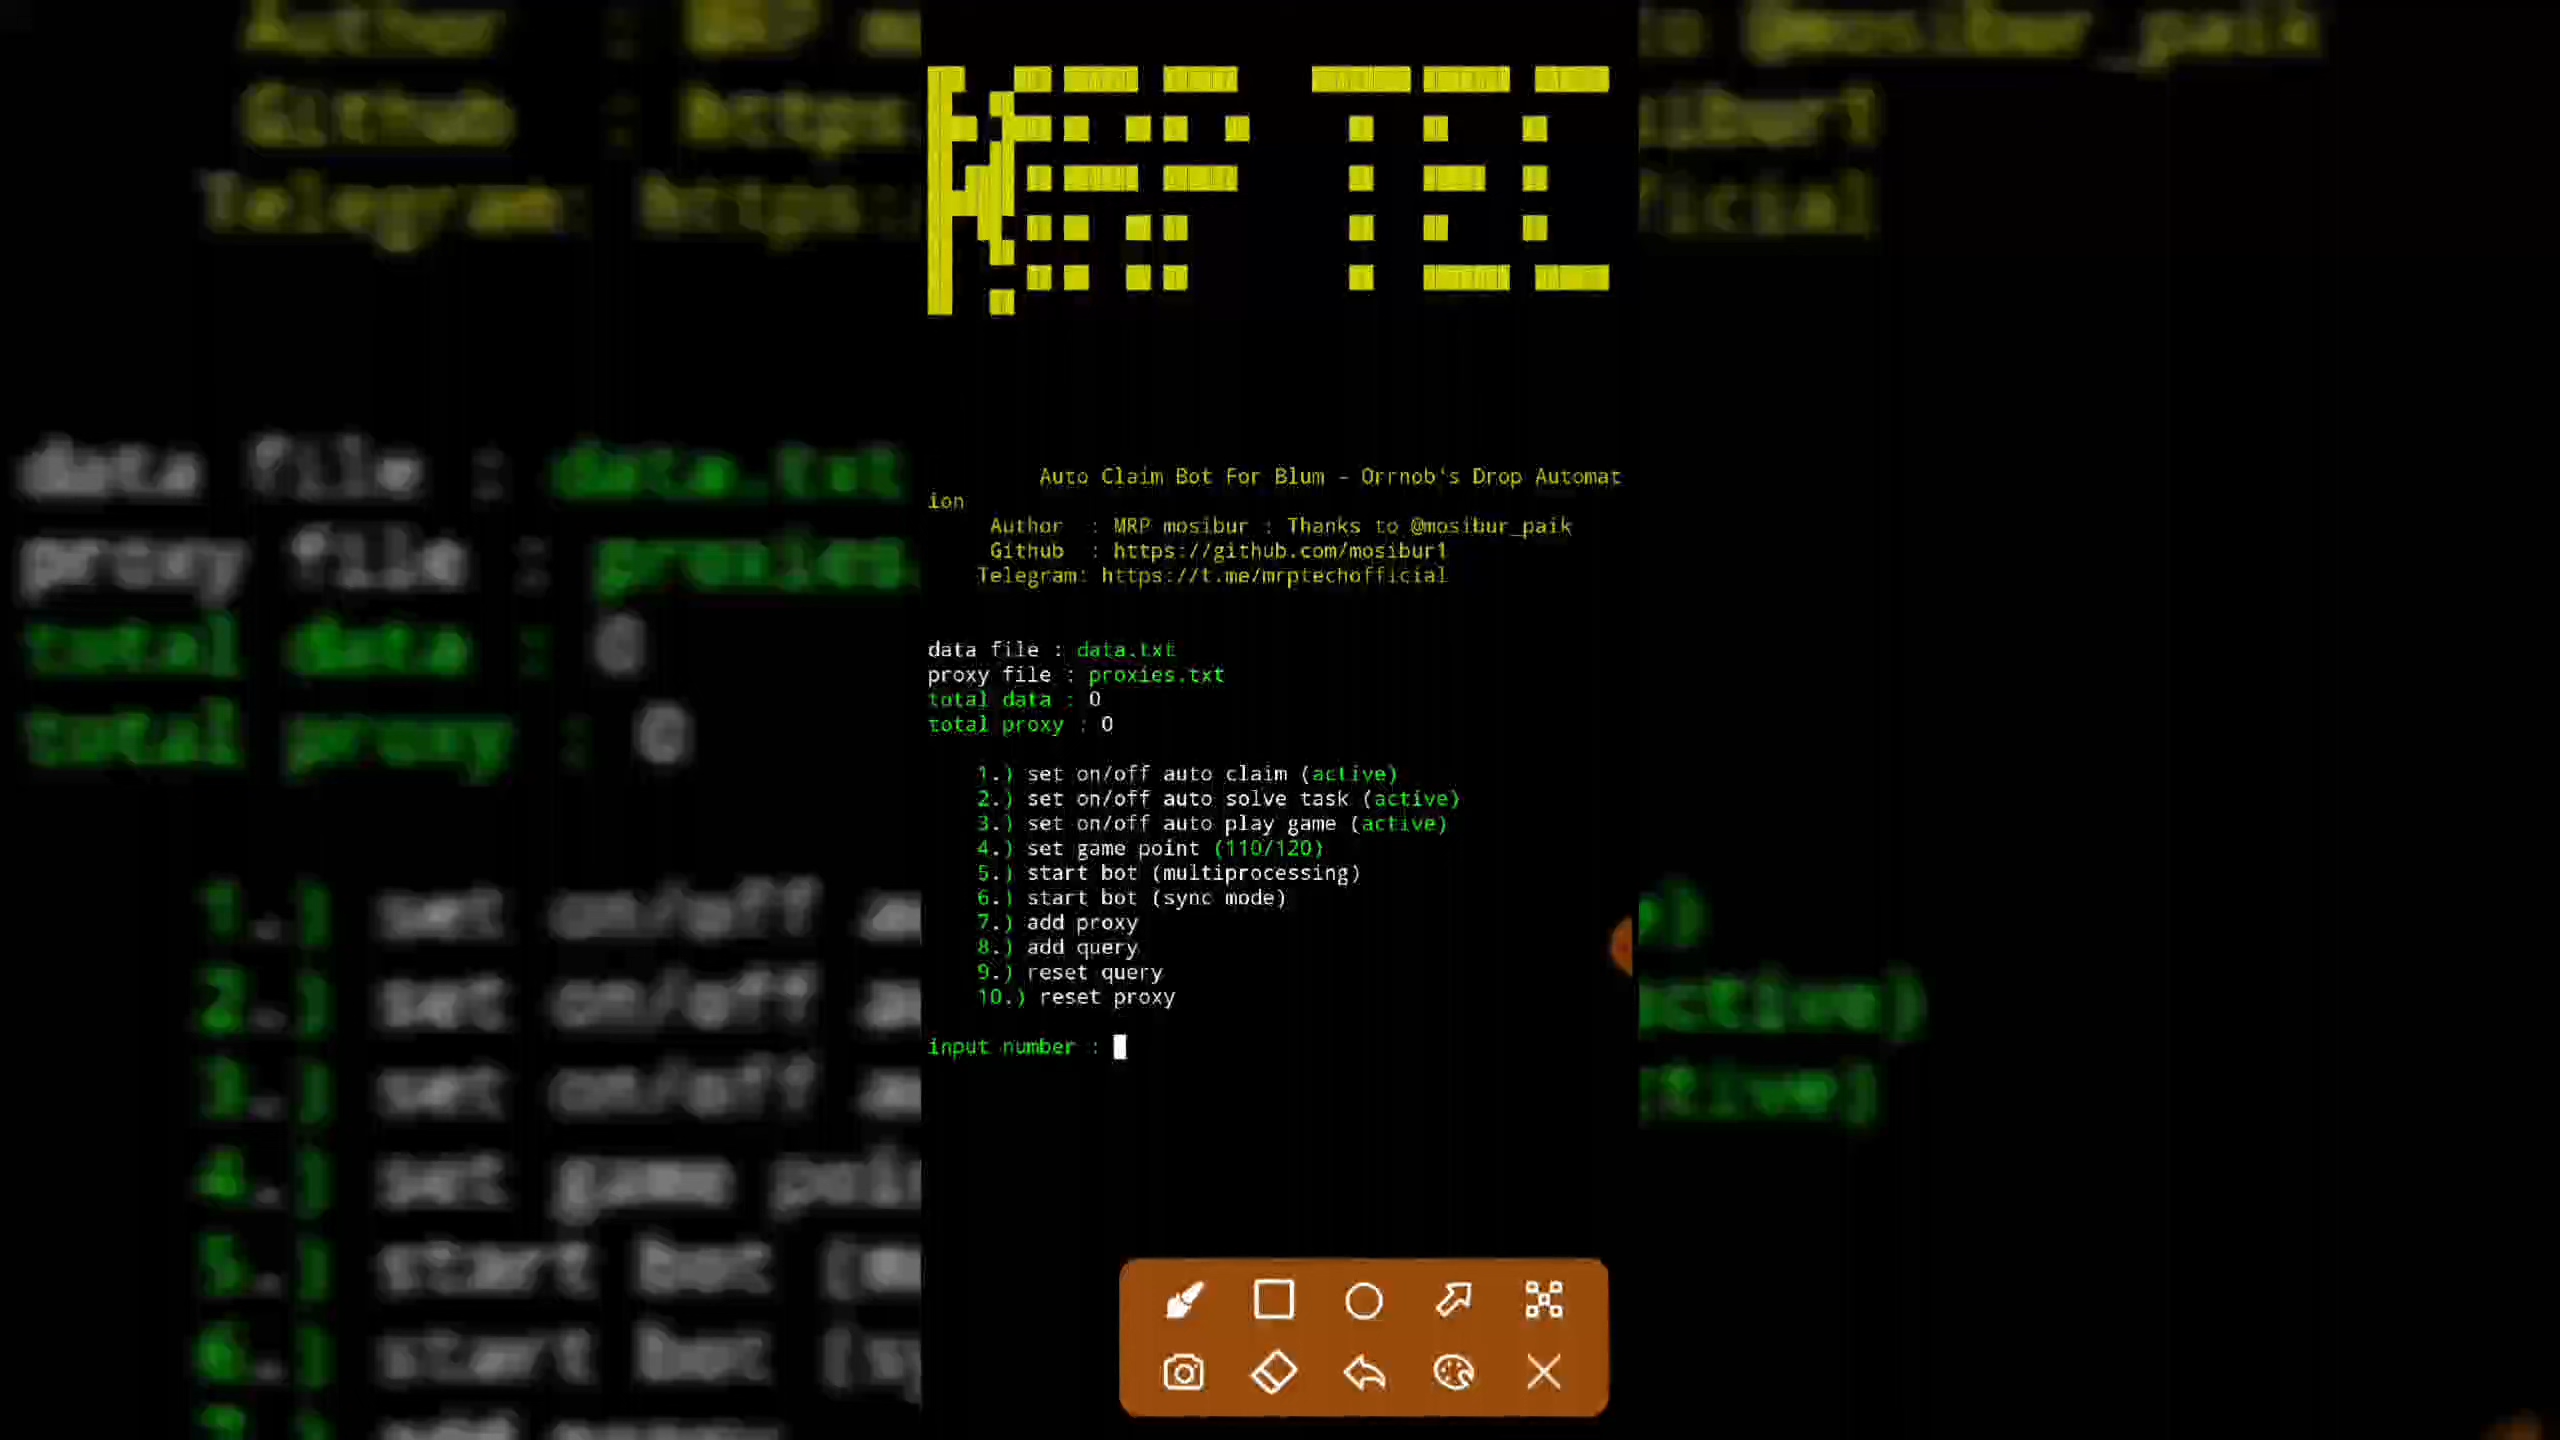 Auto Claim Bot For Blum - Orrnob's Drop Automat
ion
Author  : MRP mosibur : Thanks to @mosibur_paik
Github  : https://github.com/mosibur1
Telegram: https://t.me/mrptechofficial
data file : data.txt
proxy file : proxies.txt
total data : 0
total proxy : 0
1.) set on/off auto claim (active)
2.) set on/off auto solve task (active)
3.) set on/off auto play game (active)
4.) set game point (110/120)
5.) start bot (multiprocessing)
6.) start bot (sync mode)
7.) add proxy
8.) add query
9.) reset query
10.) reset proxy
input number :